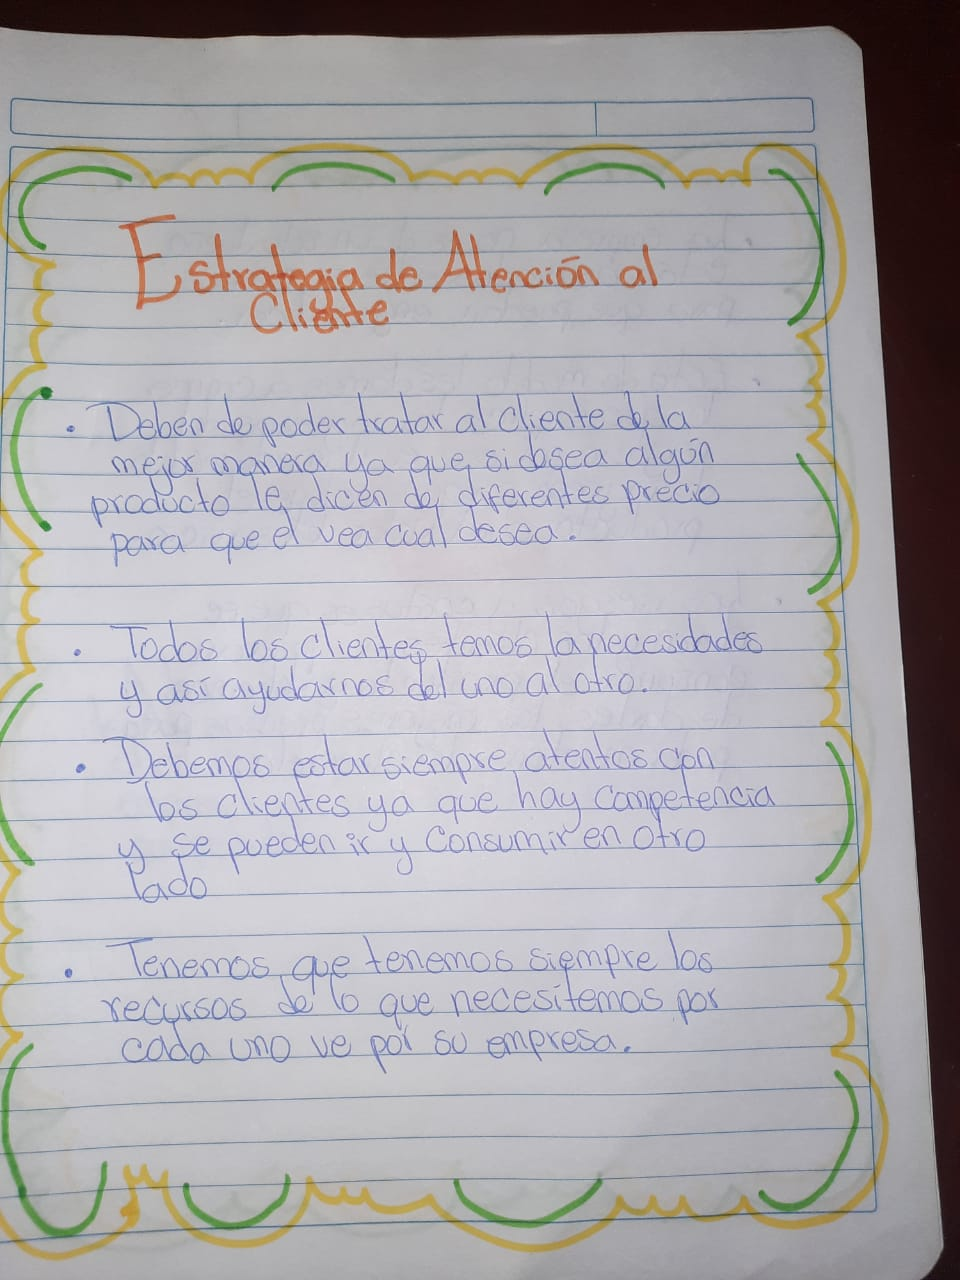 Estrategia de Atención al
Cliente
• Deben de poder tratar al cliente de la
mejor manera ya que si desea algún
producto le dicen de diferentes precio
para que el vea cual desea.
• Todos los clientes temos la necesidades
y así ayudarnos del uno al otro.
• Debemos estar siempre atentos con
los clientes ya que hay competencia
y se pueden ir y consumir en otro
lado
• Tenemos que tenemos siempre los
recursos de lo que necesitemos por
cada uno ve por su empresa.